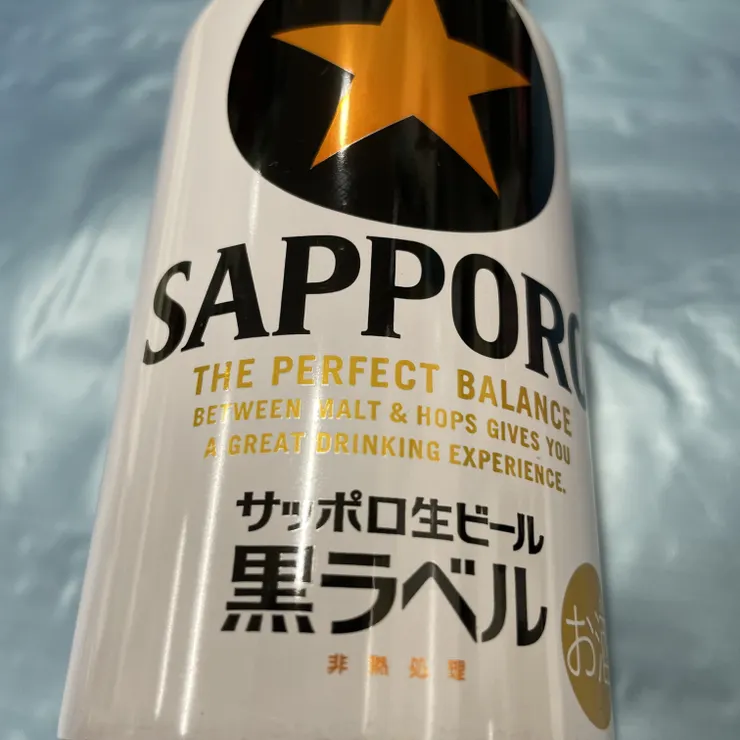 SAPPORO
THE PERFECT BALANCE
BETWEEN MALT & HOPS GIVES YOU
A GREAT DRINKING EXPERIENCE.
サッポロ生ビール
黒ラベル
非熱処理
お酒